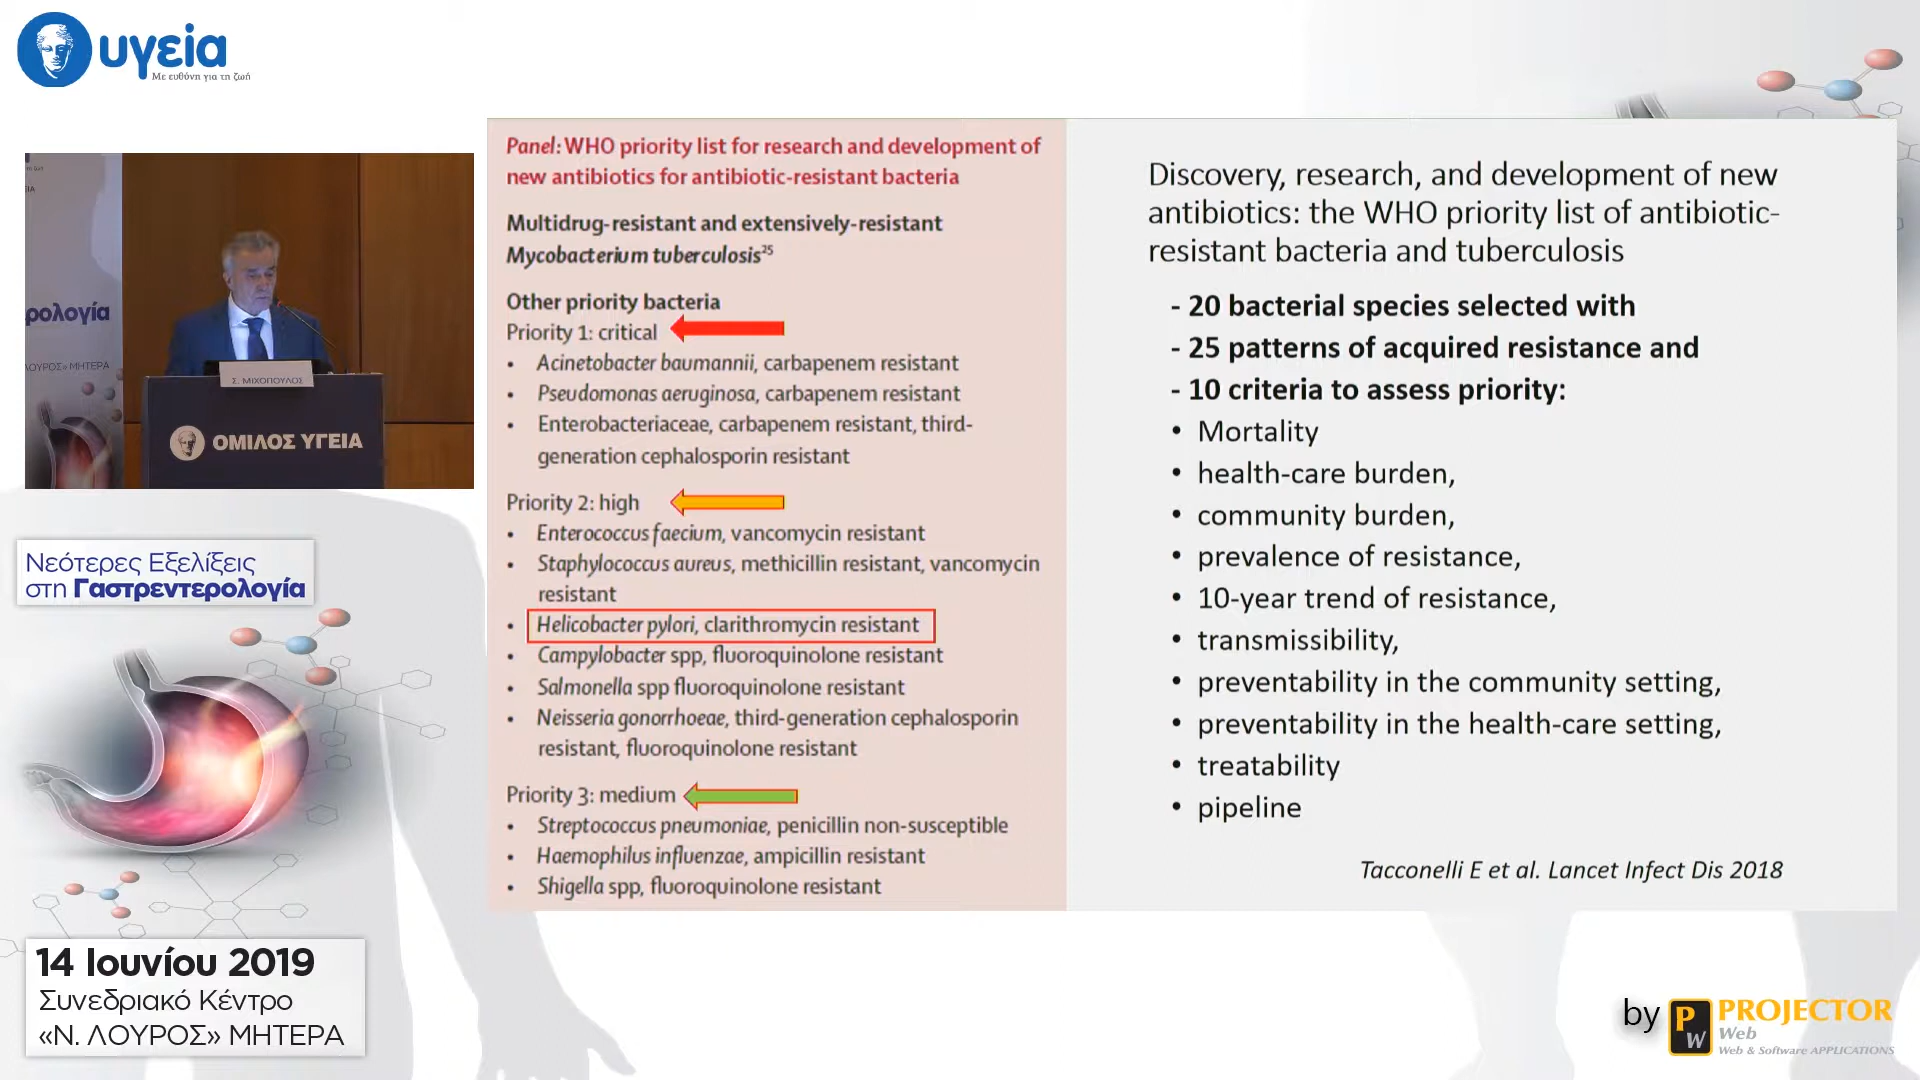 υγεία
Με ευθύνη για τη ζωή
ρολογία
ΛΟΥΡΟΣ» ΜΗΤΕΡΑ
Σ. ΜΙΧΟΠΟΥΛΟΣ
ΟΜΙΛΟΣ ΥΓΕΙΑ
Νεότερες Εξελίξεις
στη Γαστρεντερολογία
14 Ιουνίου 2019
Συνεδριακό Κέντρο
«Ν. ΛΟΥΡΟΣ» ΜΗΤΕΡΑ
Panel: WHO priority list for research and development of
new antibiotics for antibiotic-resistant bacteria
Multidrug-resistant and extensively-resistant
Mycobacterium tuberculosis²⁵
Other priority bacteria
Priority 1: critical
• Acinetobacter baumannii, carbapenem resistant
• Pseudomonas aeruginosa, carbapenem resistant
• Enterobacteriaceae, carbapenem resistant, third-
generation cephalosporin resistant
Priority 2: high
• Enterococcus faecium, vancomycin resistant
• Staphylococcus aureus, methicillin resistant, vancomycin
resistant
• Helicobacter pylori, clarithromycin resistant
• Campylobacter spp, fluoroquinolone resistant
• Salmonella spp fluoroquinolone resistant
• Neisseria gonorrhoeae, third-generation cephalosporin
resistant, fluoroquinolone resistant
Priority 3: medium
• Streptococcus pneumoniae, penicillin non-susceptible
• Haemophilus influenzae, ampicillin resistant
• Shigella spp, fluoroquinolone resistant
Discovery, research, and development of new
antibiotics: the WHO priority list of antibiotic-
resistant bacteria and tuberculosis
- 20 bacterial species selected with
- 25 patterns of acquired resistance and
- 10 criteria to assess priority:
• Mortality
• health-care burden,
• community burden,
• prevalence of resistance,
• 10-year trend of resistance,
• transmissibility,
• preventability in the community setting,
• preventability in the health-care setting,
• treatability
• pipeline
Tacconelli E et al. Lancet Infect Dis 2018
by PW PROJECTOR
Web
Web & Software APPLICATIONS